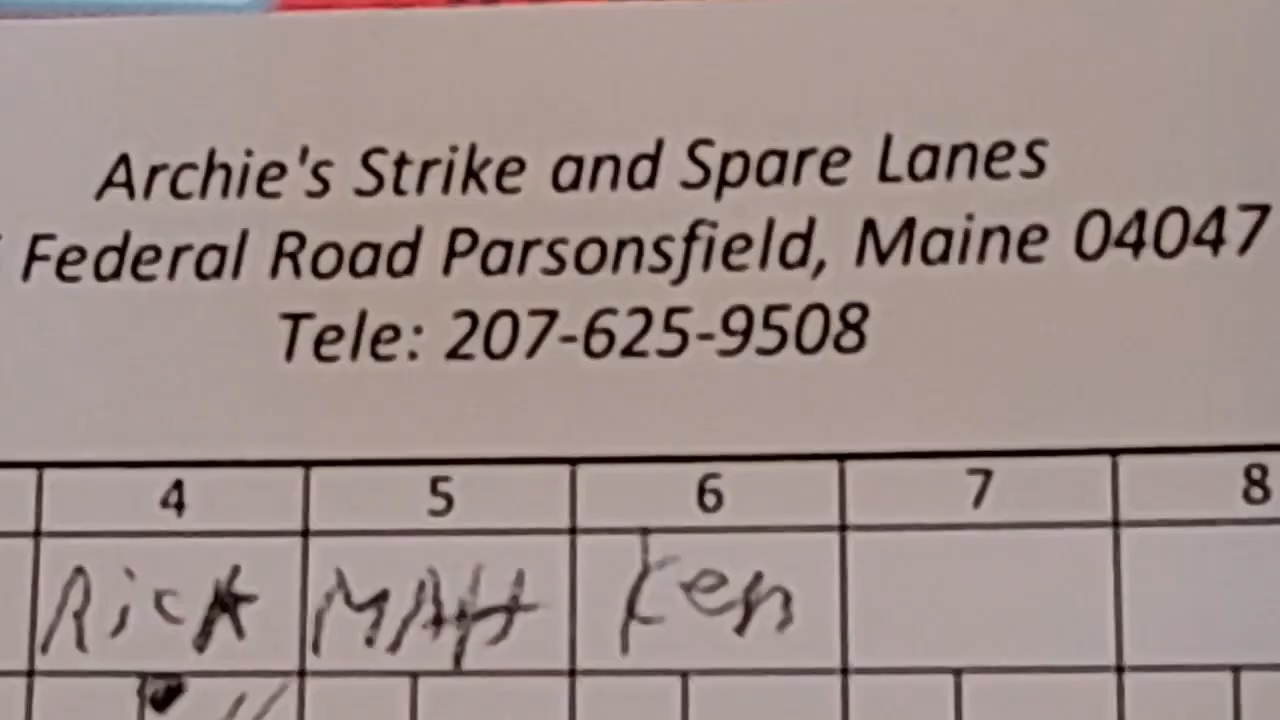 Archie's Strike and Spare Lanes
Federal Road Parsonsfield, Maine 04047
Tele: 207-625-9508
4 5 6 7 8
Rick Matt Ken